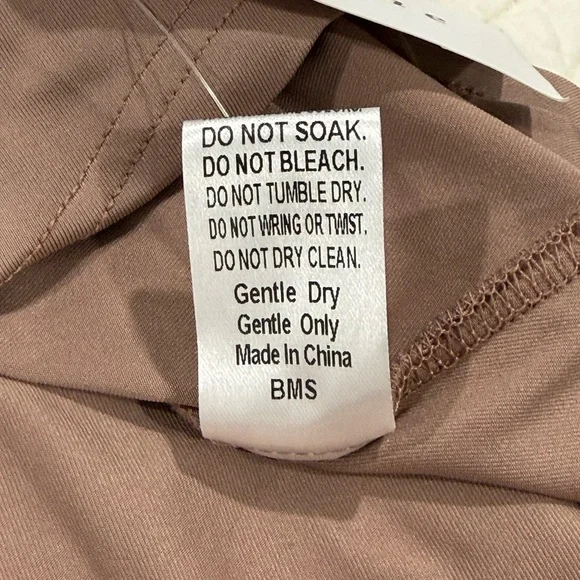 DO NOT SOAK.
DO NOT BLEACH.
DO NOT TUMBLE DRY.
DO NOT WRING OR TWIST.
DO NOT DRY CLEAN.
Gentle Dry
Gentle Only
Made In China
BMS